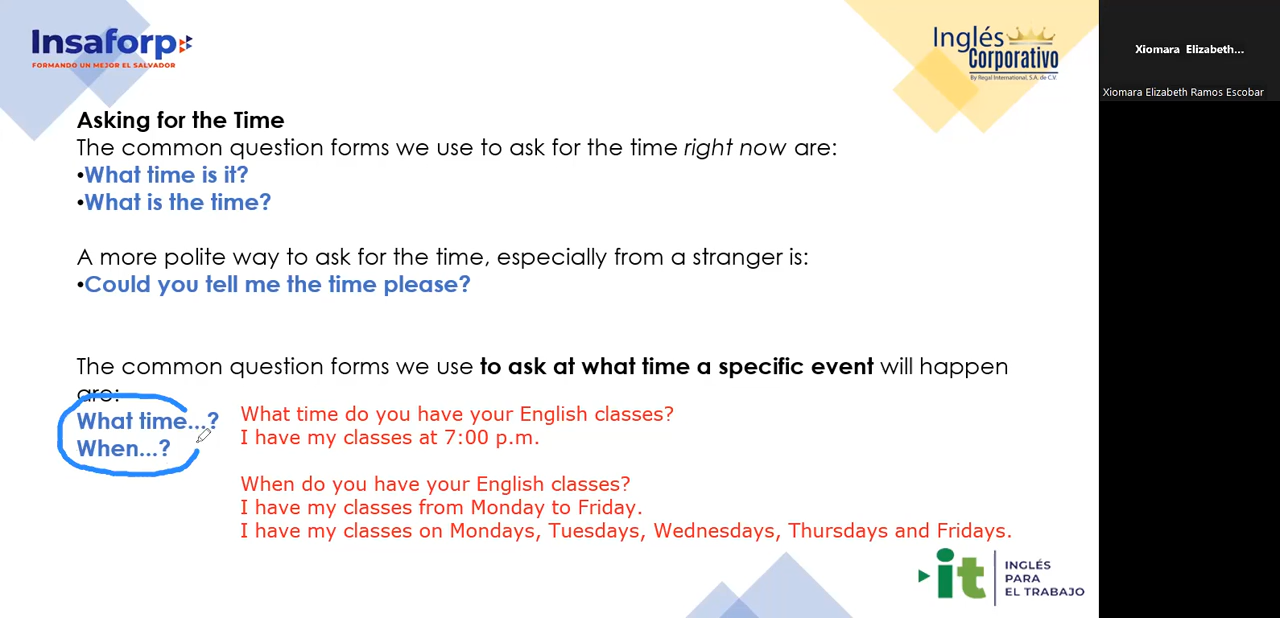 Insaforp
FORMANDO UN MEJOR EL SALVADOR
Inglés
Corporativo
By Regal International, S.A. de C.V.
Xiomara Elizabeth...
Xiomara Elizabeth Ramos Escobar
Asking for the Time
The common question forms we use to ask for the time right now are:
•What time is it?
•What is the time?
A more polite way to ask for the time, especially from a stranger is:
•Could you tell me the time please?
The common question forms we use to ask at what time a specific event will happen
are:
What time...?
When...?
What time do you have your English classes?
I have my classes at 7:00 p.m.
When do you have your English classes?
I have my classes from Monday to Friday.
I have my classes on Mondays, Tuesdays, Wednesdays, Thursdays and Fridays.
it
INGLÉS
PARA
EL TRABAJO